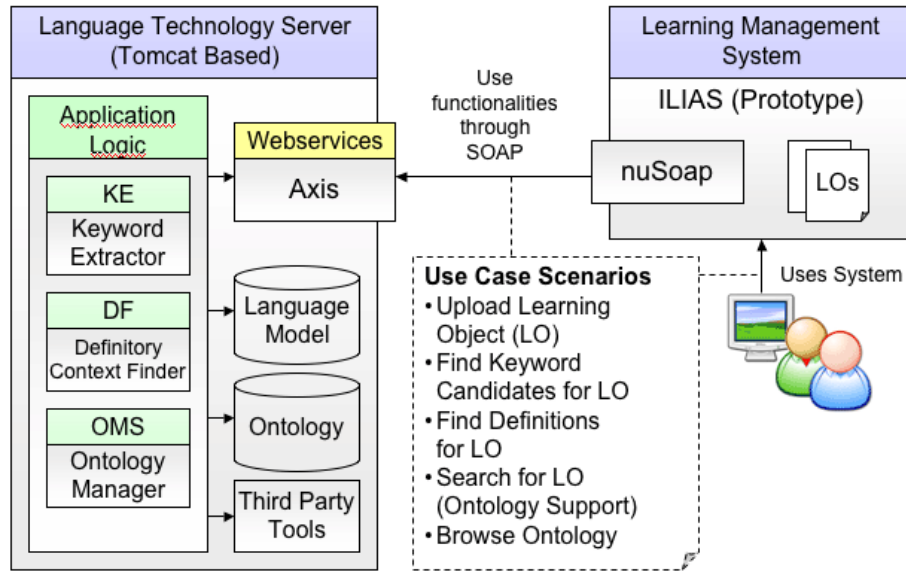 Language Technology Server
(Tomcat Based)
Application
Logic
KE
Keyword
Extractor
DF
Definitory
Context Finder
OMS
Ontology
Manager
Webservices
Axis
Language
Model
Ontology
Third Party
Tools
Use
functionalities
through
SOAP
Learning Management
System
ILIAS (Prototype)
nuSoap
LOs
Uses System
Use Case Scenarios
• Upload Learning
Object (LO)
• Find Keyword
Candidates for LO
• Find Definitions
for LO
• Search for LO
(Ontology Support)
• Browse Ontology